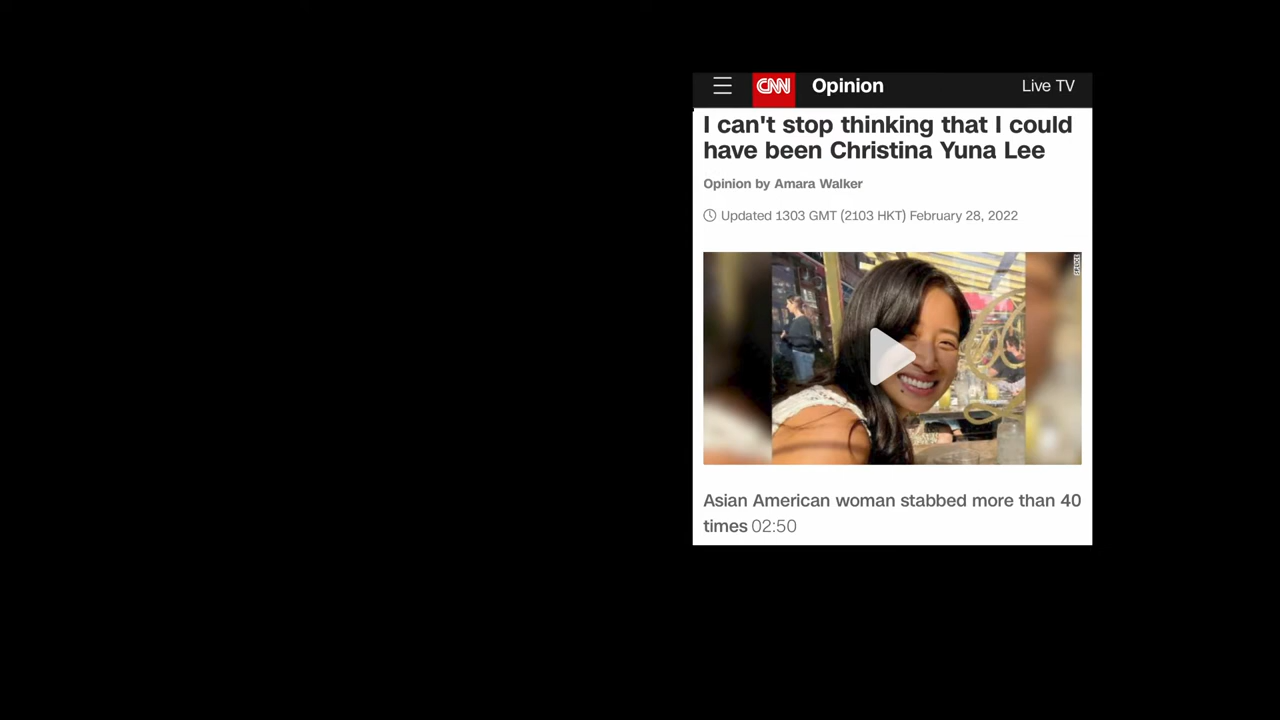 CNN Opinion Live TV
I can't stop thinking that I could
have been Christina Yuna Lee
Opinion by Amara Walker
Updated 1303 GMT (2103 HKT) February 28, 2022
SPLICE
Asian American woman stabbed more than 40
times 02:50